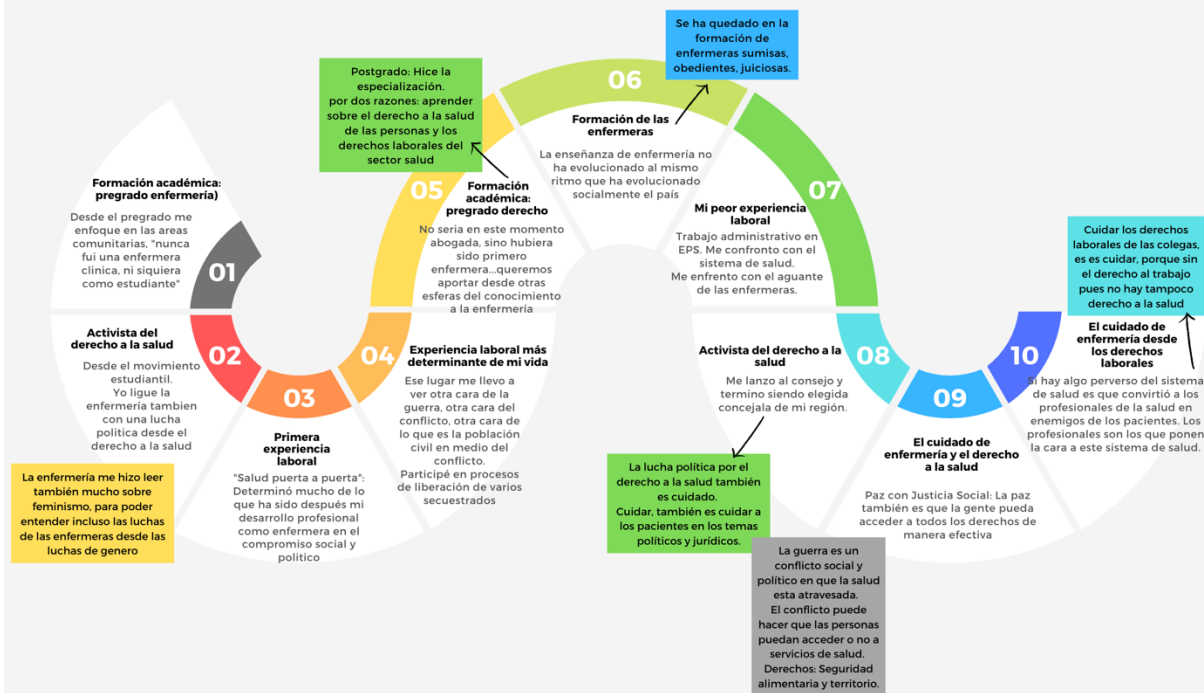 01
Formación académica:
pregrado enfermería)
Desde el pregrado me
enfoque en las areas
comunitarias, "nunca
fui una enfermera
clinica, ni siquiera
como estudiante"
02
Activista del
derecho a la salud
Desde el movimiento
estudiantil.
Yo ligue la
enfermería tambien
con una lucha
politica desde el
derecho a la salud
La enfermería me hizo leer
también mucho sobre
feminismo, para poder
entender incluso las luchas
de las enfermeras desde las
luchas de genero
03
Primera
experiencia
laboral
"Salud puerta a puerta":
Determinó mucho de lo
que ha sido después mi
desarrollo profesional
como enfermera en el
compromiso social y
politico
04
Experiencia laboral más
determinante de mi vida
Ese lugar me llevo a
ver otra cara de la
guerra, otra cara del
conflicto, otra cara de
lo que es la población
civil en medio del
conflicto.
Participé en procesos
de liberación de varios
secuestrados
05
Formación
académica:
pregrado derecho
No seria en este momento
abogada, sino hubiera
sido primero
enfermera...queremos
aportar desde otras
esferas del conocimiento
a la enfermería
Postgrado: Hice la
especialización.
por dos razones: aprender
sobre el derecho a la salud
de las personas y los
derechos laborales del
sector salud
06
Formación de las
enfermeras
La enseñanza de enfermería no
ha evolucionado al mismo
ritmo que ha evolucionado
socialmente el país
Se ha quedado en la
formación de
enfermeras sumisas,
obedientes, juiciosas.
07
Mi peor experiencia
laboral
Trabajo administrativo en
EPS. Me confronto con el
sistema de salud.
Me enfrento con el aguante
de las enfermeras.
08
Activista del derecho a la
salud
Me lanzo al consejo y
termino siendo elegida
concejala de mi región.
La lucha política por el
derecho a la salud también
es cuidado.
Cuidar, también es cuidar a
los pacientes en los temas
políticos y jurídicos.
09
El cuidado de
enfermería y el derecho
a la salud
Paz con Justicia Social: La paz
también es que la gente pueda
acceder a todos los derechos de
manera efectiva
La guerra es un
conflicto social y
político en que la salud
esta atravesada.
El conflicto puede
hacer que las personas
puedan acceder o no a
servicios de salud.
Derechos: Seguridad
alimentaria y territorio.
10
El cuidado de
enfermería desde
los derechos
laborales
Si hay algo perverso del sistema
de salud es que convirtió a los
profesionales de la salud en
enemigos de los pacientes. Los
profesionales son los que ponen
la cara a este sistema de salud.
Cuidar los derechos
laborales de las colegas,
es es cuidar, porque sin
el derecho al trabajo
pues no hay tampoco
derecho a la salud